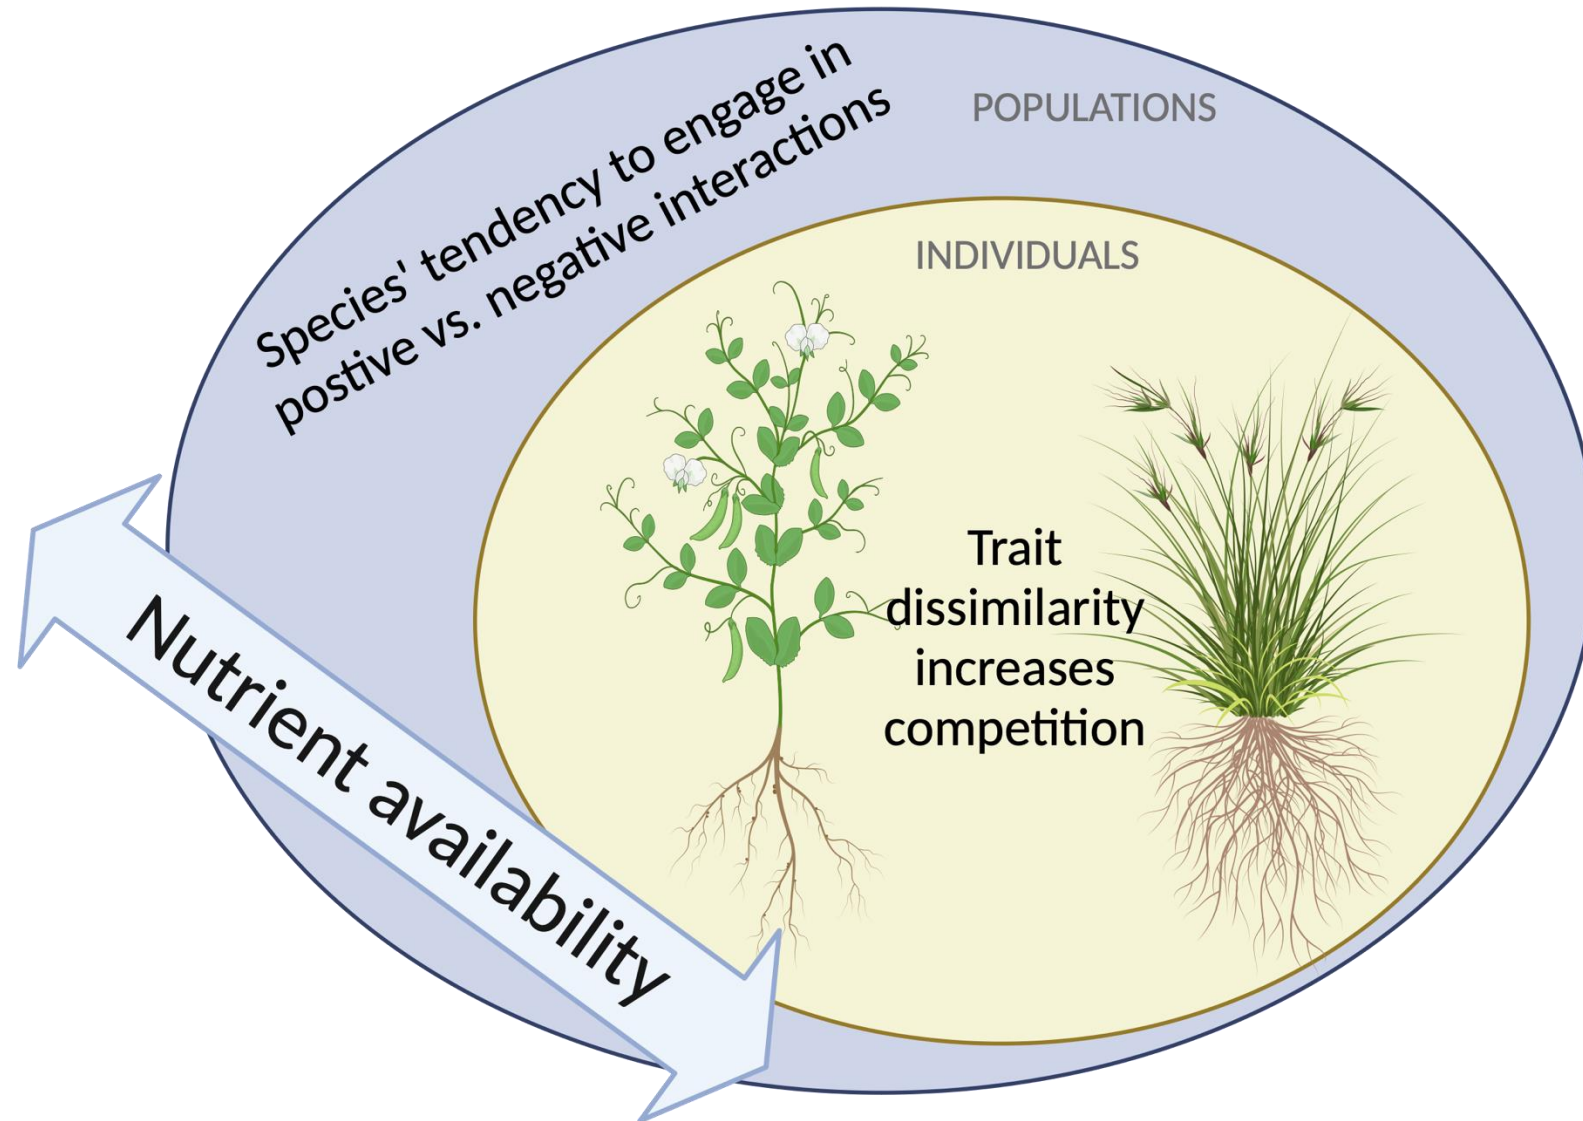 Species' tendency to engage in
postive vs. negative interactions
POPULATIONS
INDIVIDUALS
Trait
dissimilarity
increases
competition
Nutrient availability